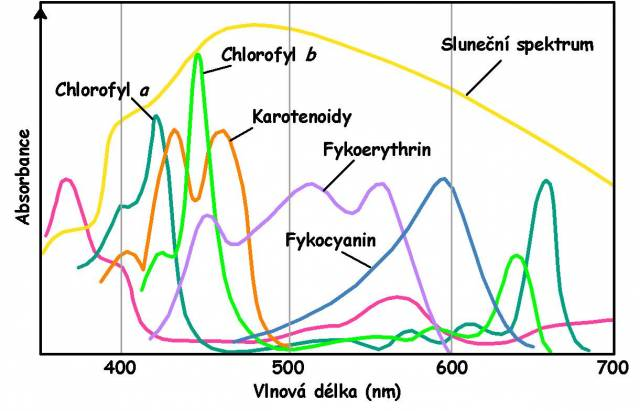 Chlorofyl b
Sluneční spektrum
Chlorofyl a
Karotenoidy
Fykoerythrin
Fykocyanin
Absorbance
400
500
600
700
Vlnová délka (nm)